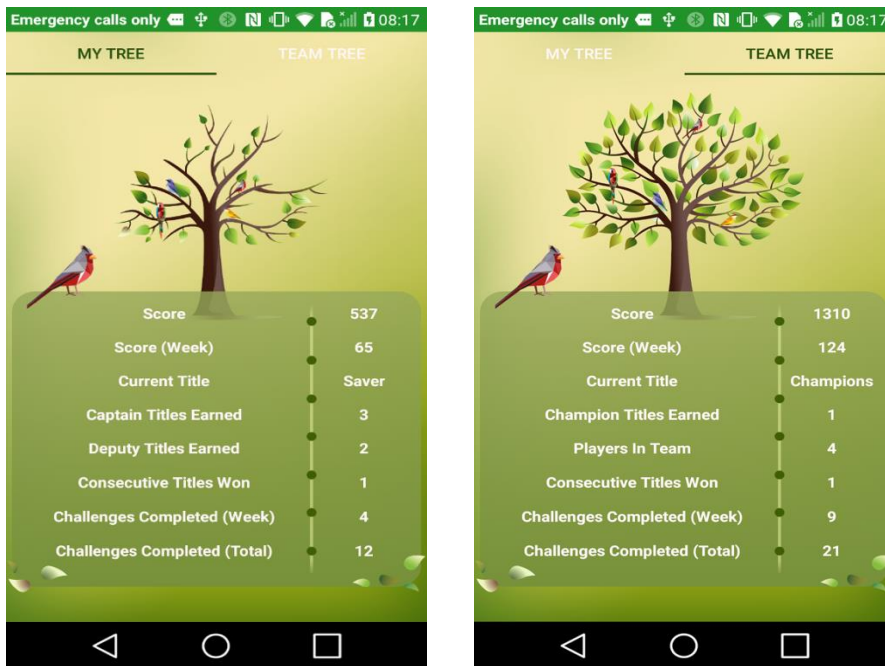 Emergency calls only 08:17
MY TREE TEAM TREE
Score 537
Score (Week) 65
Current Title Saver
Captain Titles Earned 3
Deputy Titles Earned 2
Consecutive Titles Won 1
Challenges Completed (Week) 4
Challenges Completed (Total) 12
Emergency calls only 08:17
MY TREE TEAM TREE
Score 1310
Score (Week) 124
Current Title Champions
Champion Titles Earned 1
Players In Team 4
Consecutive Titles Won 1
Challenges Completed (Week) 9
Challenges Completed (Total) 21